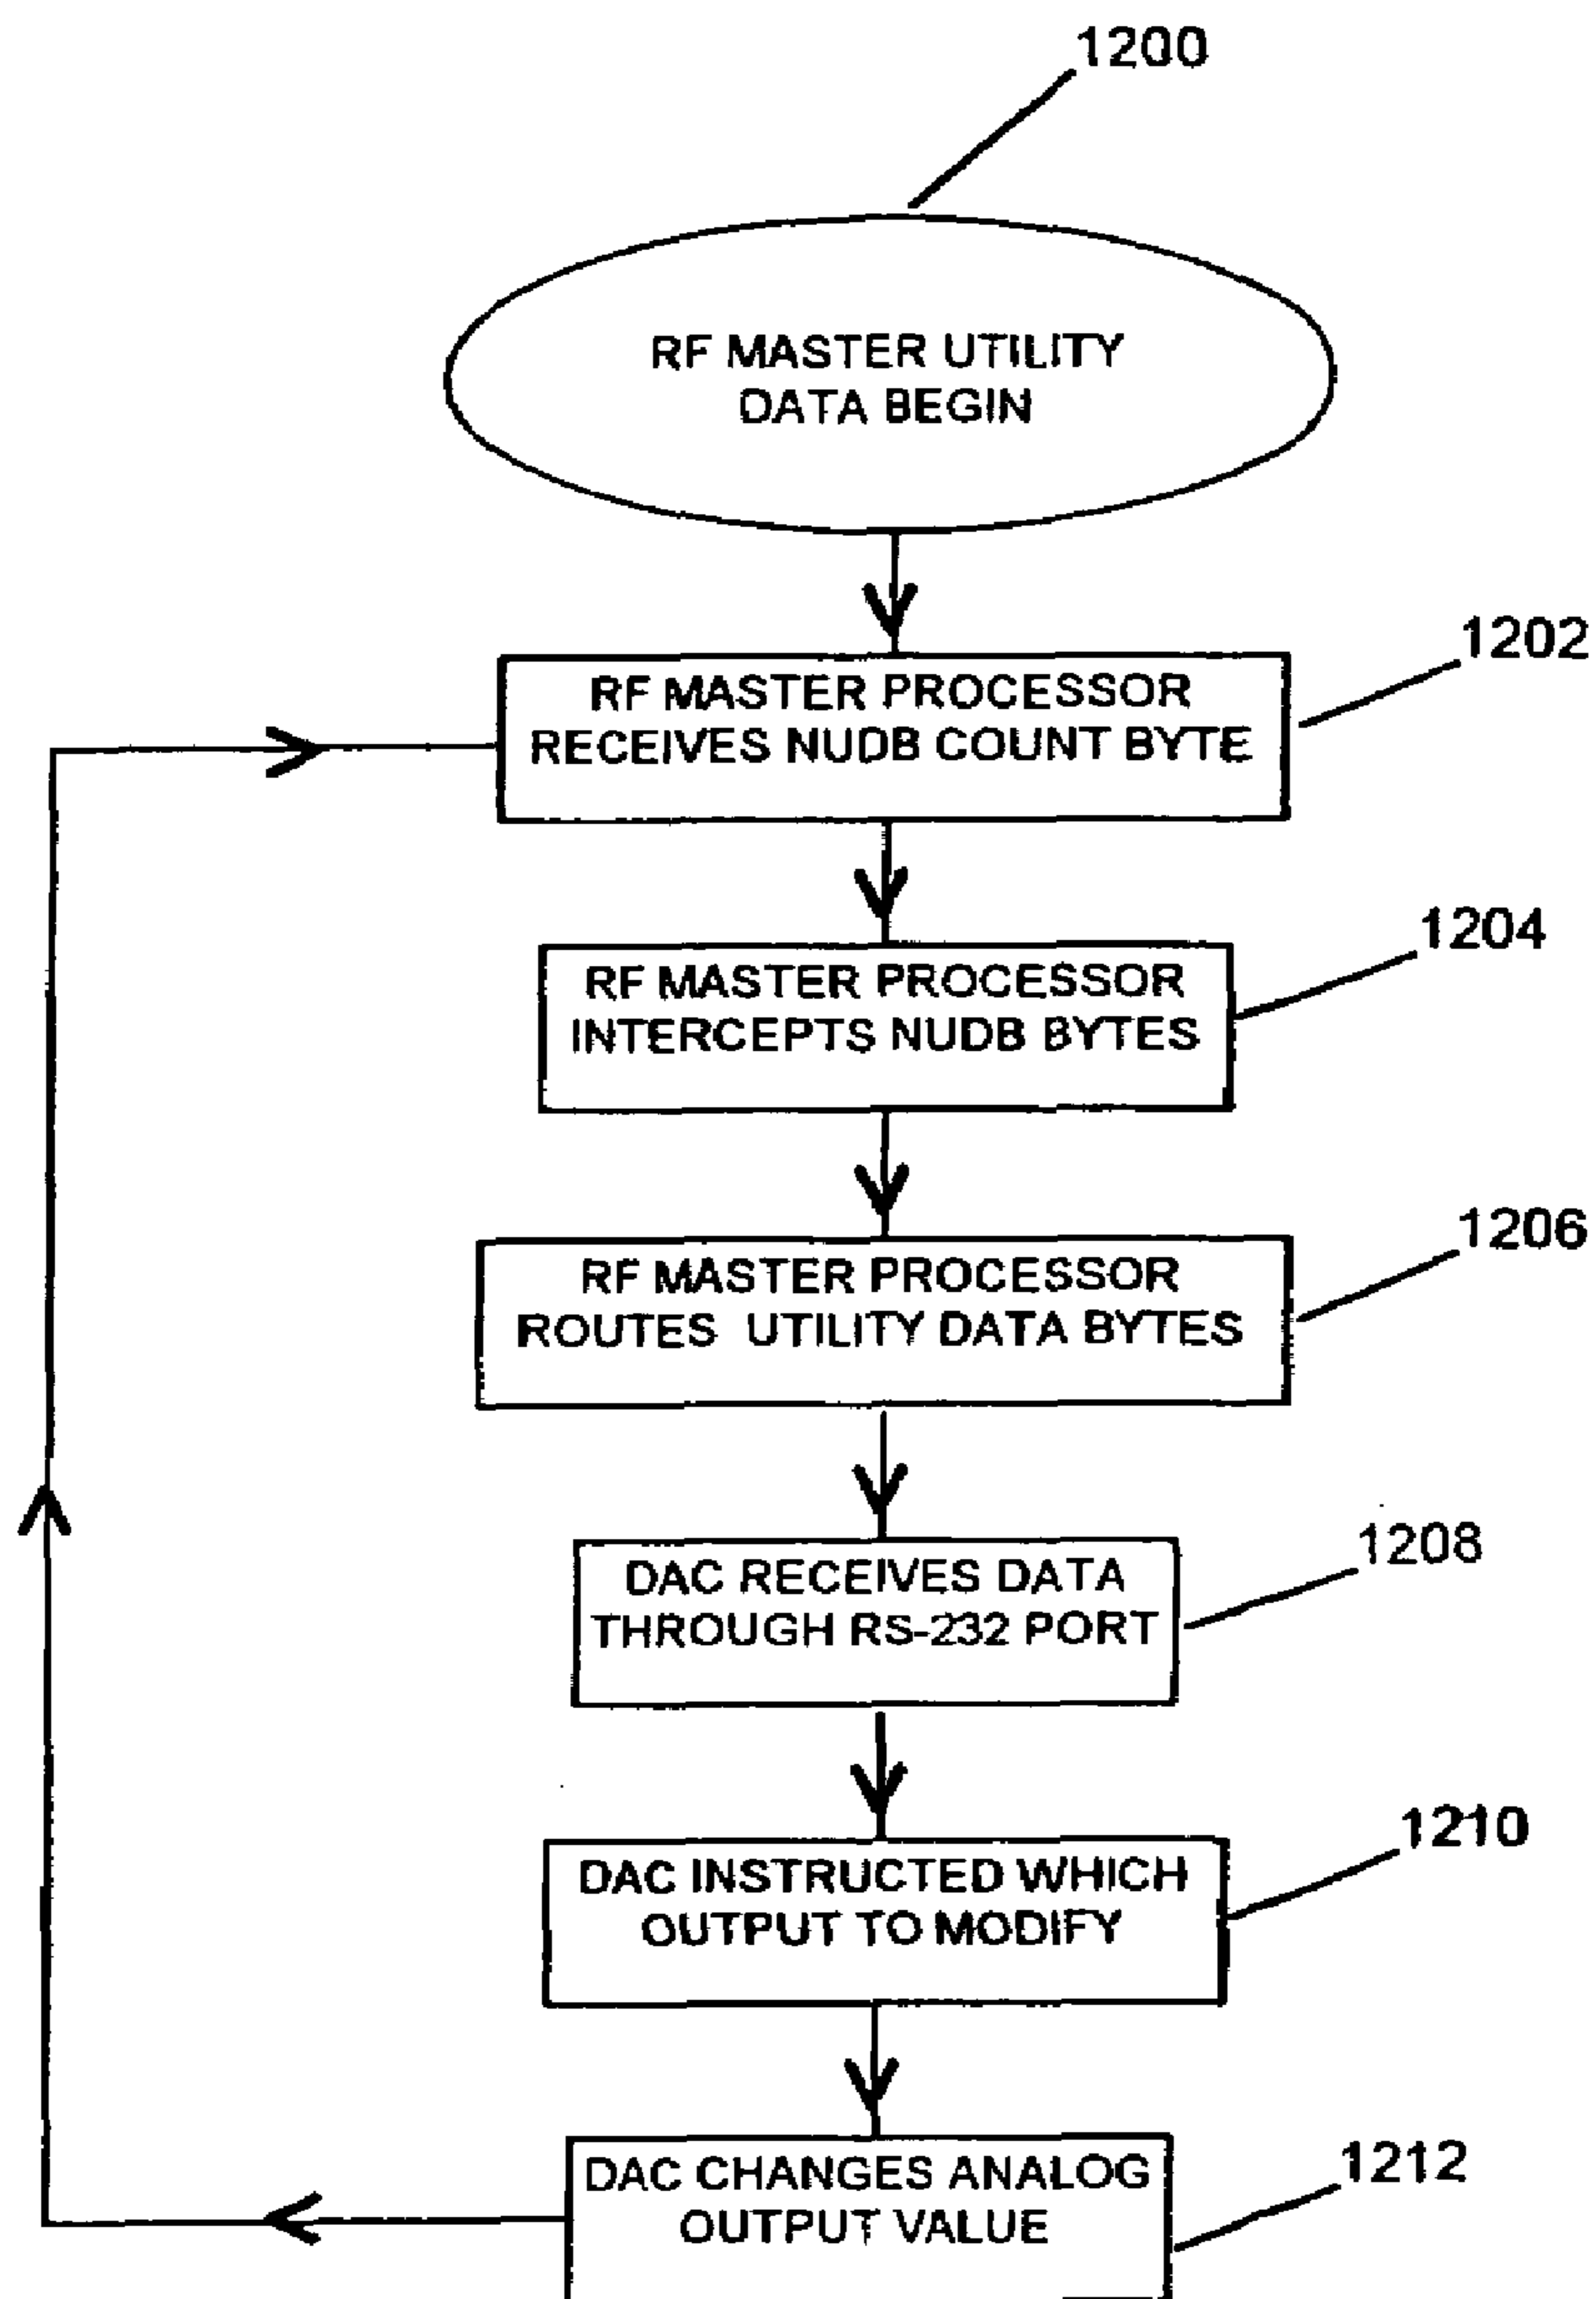 1200
RF MASTER UTILITY
DATA BEGIN
1202
RF MASTER PROCESSOR
RECEIVES NUDB COUNT BYTE
1204
RF MASTER PROCESSOR
INTERCEPTS NUDB BYTES
1206
RF MASTER PROCESSOR
ROUTES UTILITY DATA BYTES
1208
DAC RECEIVES DATA
THROUGH RS-232 PORT
1210
DAC INSTRUCTED WHICH
OUTPUT TO MODIFY
1212
DAC CHANGES ANALOG
OUTPUT VALUE